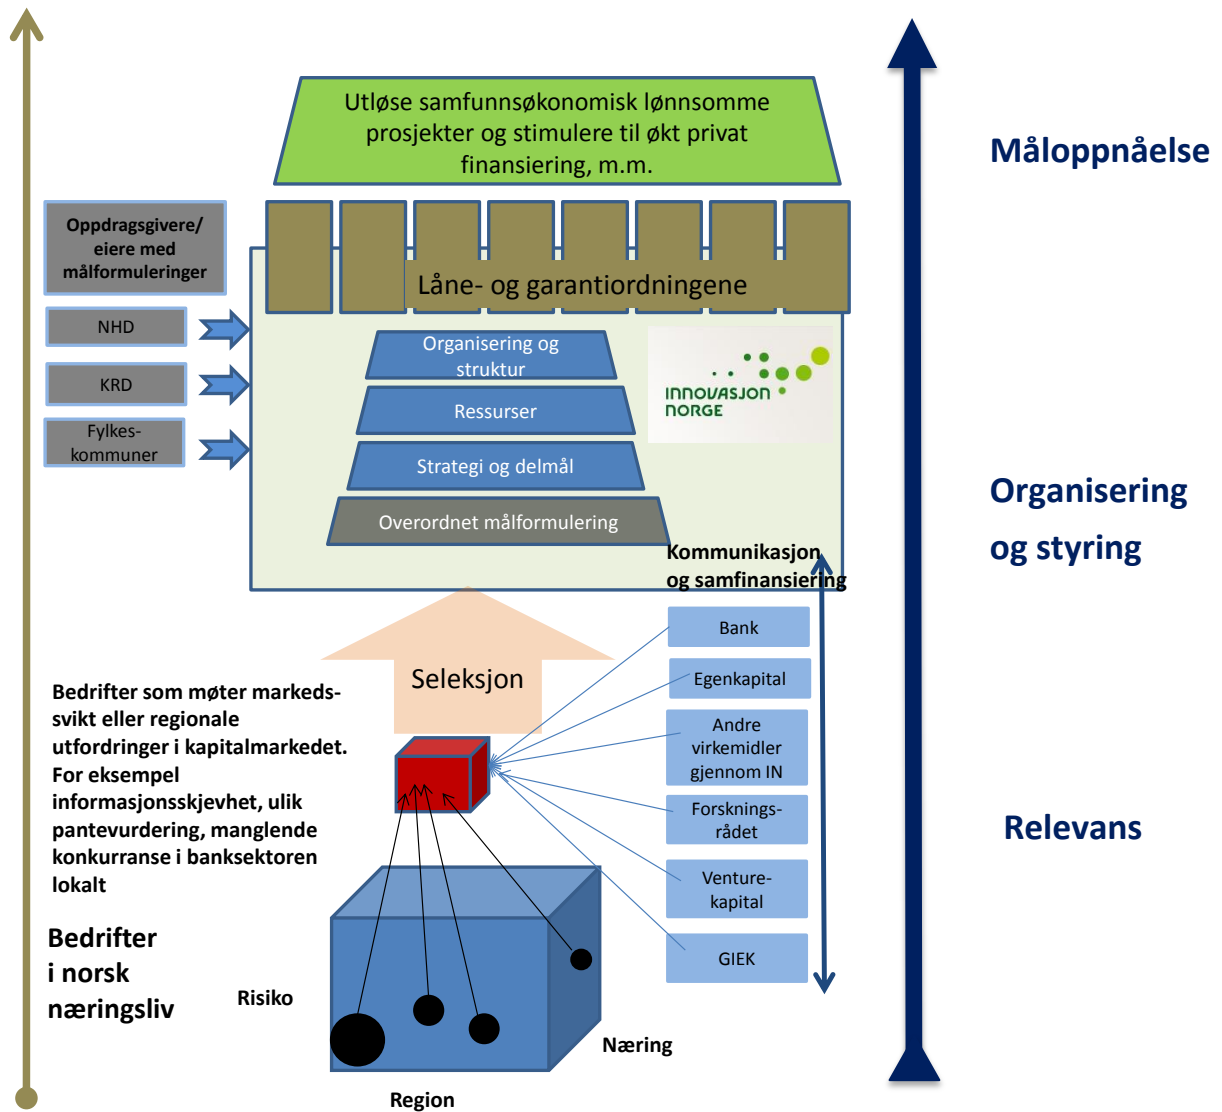 Utløse samfunnsøkonomisk lønnsomme
prosjekter og stimulere til økt privat
finansiering, m.m.
Måloppnåelse
Oppdragsgivere/
eiere med
målformuleringer
Låne- og garantiordningene
NHD
KRD
Fylkes-
kommuner
Organisering og
struktur
Ressurser
Strategi og delmål
Overordnet målformulering
INNOVASJON
NORGE
Organisering
og styring
Kommunikasjon
og samfinansiering
Seleksjon
Bank
Egenkapital
Andre
virkemidler
gjennom IN
Forsknings-
rådet
Venture-
kapital
GIEK
Bedrifter som møter markeds-
svikt eller regionale
utfordringer i kapitalmarkedet.
For eksempel
informasjonsskjevhet, ulik
pantevurdering, manglende
konkurranse i banksektoren
lokalt
Relevans
Bedrifter
i norsk
næringsliv
Risiko
Næring
Region